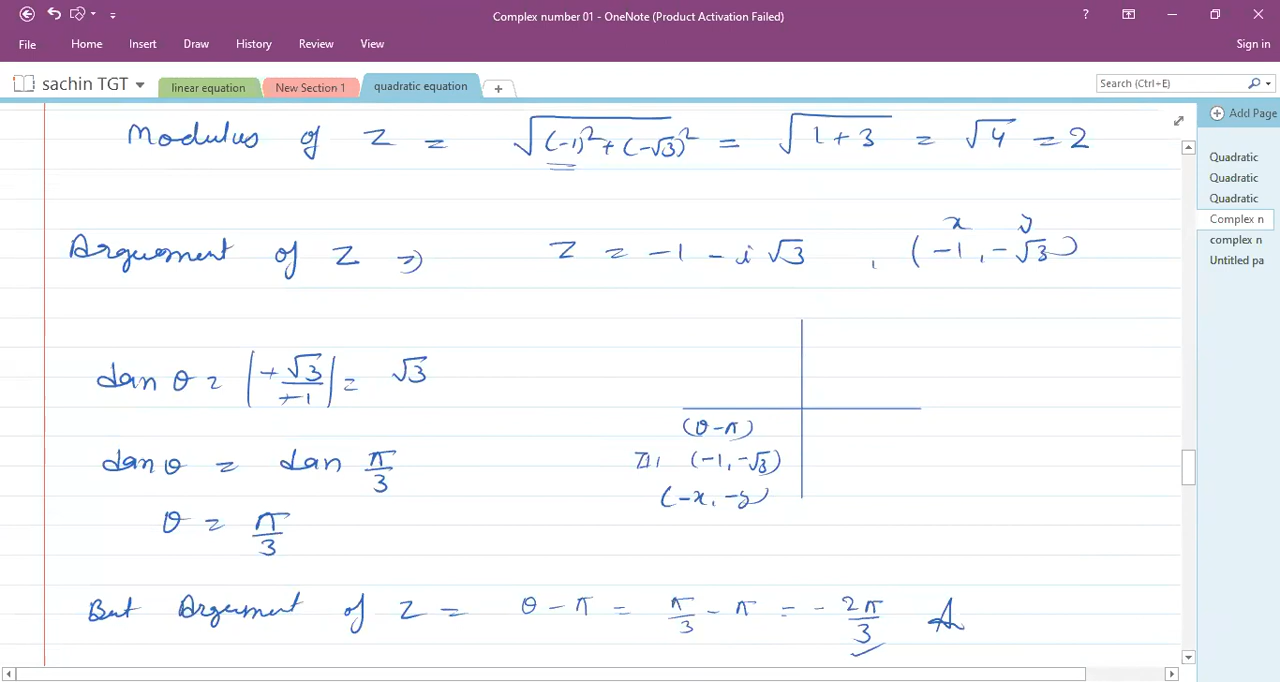 Complex number 01 - OneNote (Product Activation Failed)
File Home Insert Draw History Review View Sign in
sachin TGT linear equation New Section 1 quadratic equation Search (Ctrl+E)
Add Page
Quadratic
Quadratic
Quadratic
Complex n
complex n
Untitled pa
Modulus of Z = √((-1)²+(-√3)²) = √(1+3) = √4 = 2
x y
Arguement of Z ⇒ Z = -1 - i√3 , (-1, -√3)
tan θ = |+√3/+1| = √3
(θ-π)
tan θ = tan π/3
III (-1, -√3)
(-x, -y)
θ = π/3
But Argument of Z = θ - π = π/3 - π = -2π/3